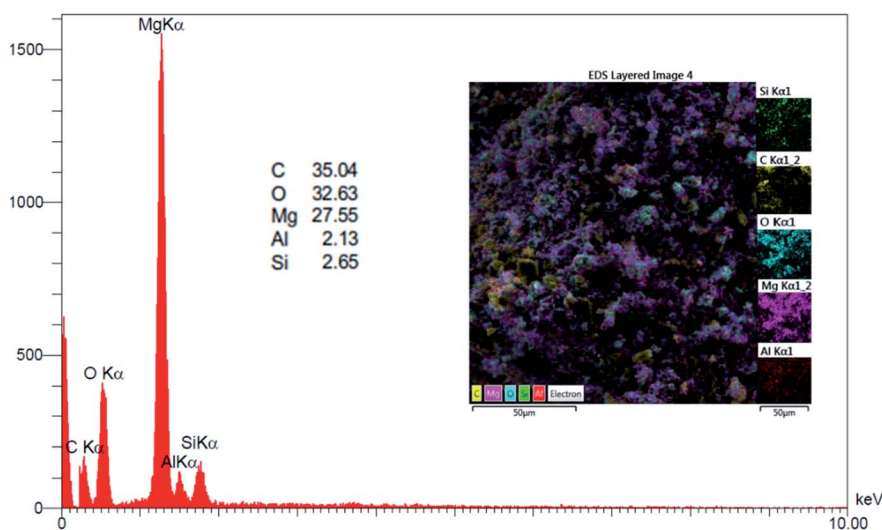 MgKα
1500
1000
500
0
O Kα
C Kα
AlKα
SiKα
C 35.04
O 32.63
Mg 27.55
Al 2.13
Si 2.65
EDS Layered Image 4
Si Kα1
C Kα1_2
O Kα1
Mg Kα1_2
Al Kα1
C Mg O Si Al Electron
50μm
50μm
keV
0
10.00